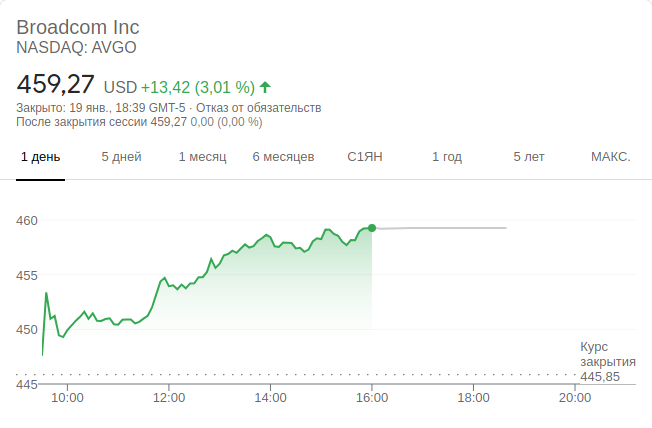 Broadcom Inc
NASDAQ: AVGO
459,27 USD +13,42 (3,01 %)
Закрыто: 19 янв., 18:39 GMT-5 · Отказ от обязательств
После закрытия сессии 459,27 0,00 (0,00 %)
1 день 5 дней 1 месяц 6 месяцев С1ЯН 1 год 5 лет МАКС.
460
455
450
Курс
закрытия
445,85
445
10:00 12:00 14:00 16:00 18:00 20:00